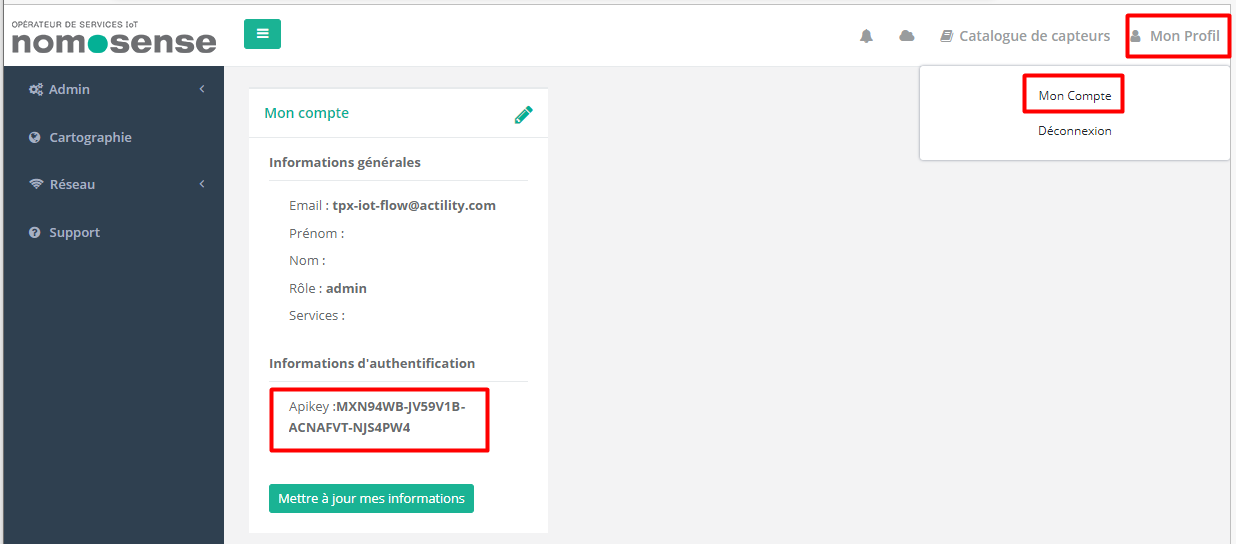 OPÉRATEUR DE SERVICES IoT
nomosense
Catalogue de capteurs
Mon Profil
Mon Compte
Déconnexion
Admin
Cartographie
Réseau
Support
Mon compte
Informations générales
Email : tpx-iot-flow@actility.com
Prénom :
Nom :
Rôle : admin
Services :
Informations d'authentification
Apikey :MXN94WB-JV59V1B-
ACNAFVT-NJS4PW4
Mettre à jour mes informations